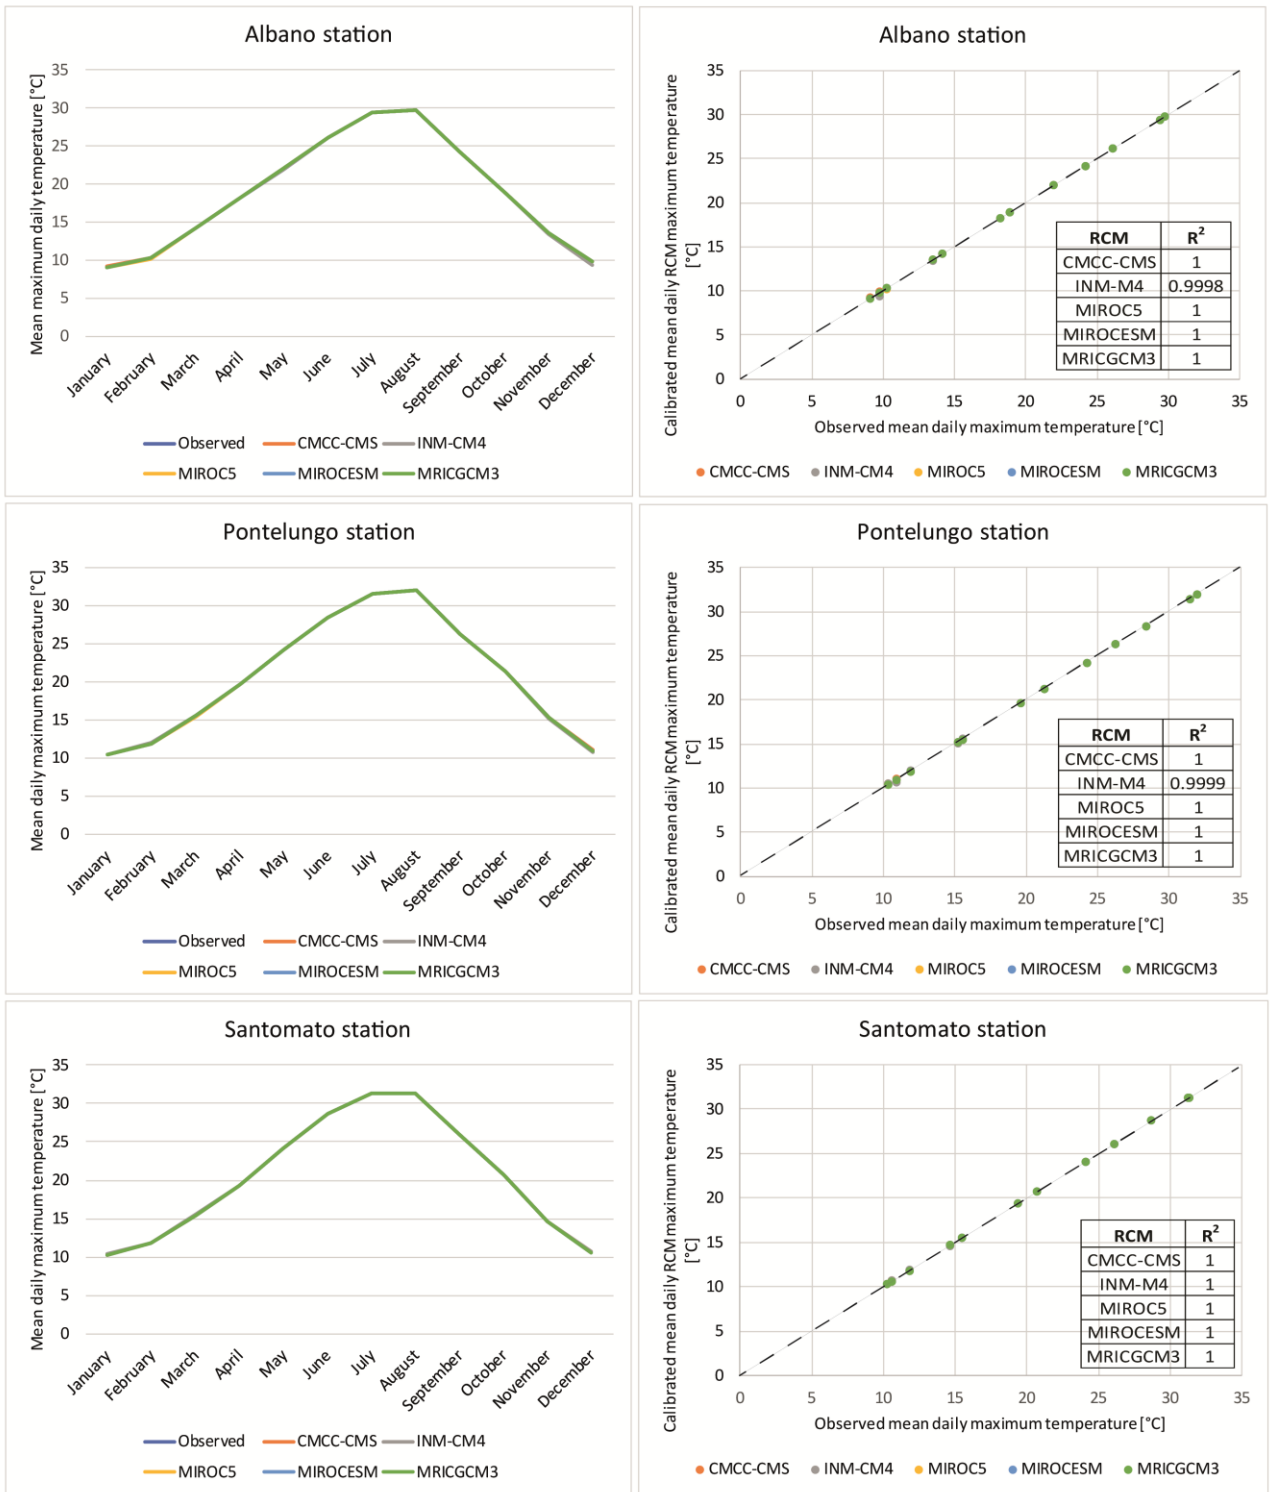 Albano station
Mean maximum daily temperature [°C]
35
30
25
20
15
10
5
0
January
February
March
April
May
June
July
August
September
October
November
December
Observed CMCC-CMS INM-CM4
MIROC5 MIROCESM MRICGCM3
Albano station
Calibrated mean daily RCM maximum temperature
[°C]
35
30
25
20
15
10
5
0
RCM R²
CMCC-CMS 1
INM-M4 0.9998
MIROC5 1
MIROCESM 1
MRICGCM3 1
0 5 10 15 20 25 30 35
Observed mean daily maximum temperature [°C]
CMCC-CMS INM-CM4 MIROC5 MIROCESM MRICGCM3
Pontelungo station
Mean daily maximum temperature [°C]
35
30
25
20
15
10
5
0
January
February
March
April
May
June
July
August
September
October
November
December
Observed CMCC-CMS INM-CM4
MIROC5 MIROCESM MRICGCM3
Pontelungo station
Calibrated mean daily RCM maximum temperature
[°C]
35
30
25
20
15
10
5
0
RCM R²
CMCC-CMS 1
INM-M4 0.9999
MIROC5 1
MIROCESM 1
MRICGCM3 1
0 5 10 15 20 25 30 35
Observed mean daily maximum temperature [°C]
CMCC-CMS INM-CM4 MIROC5 MIROCESM MRICGCM3
Santomato station
Mean daily maximum temperature [°C]
35
30
25
20
15
10
5
0
January
February
March
April
May
June
July
August
September
October
November
December
Observed CMCC-CMS INM-CM4
MIROC5 MIROCESM MRICGCM3
Santomato station
Calibrated mean daily RCM maximum temperature
[°C]
35
30
25
20
15
10
5
0
RCM R²
CMCC-CMS 1
INM-M4 1
MIROC5 1
MIROCESM 1
MRICGCM3 1
0 5 10 15 20 25 30 35
Observed mean daily maximum temperature [°C]
CMCC-CMS INM-CM4 MIROC5 MIROCESM MRICGCM3